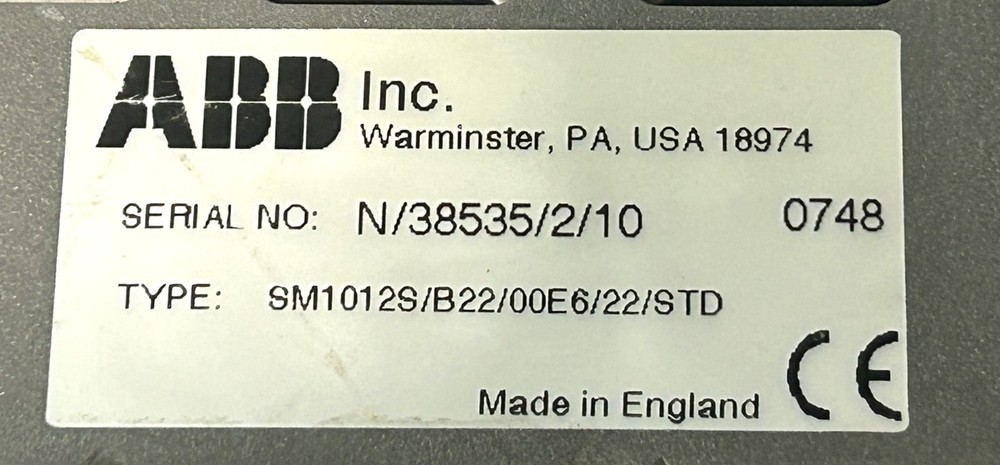 ABB Inc.
Warminster, PA, USA 18974
SERIAL NO: N/38535/2/10 0748
TYPE: SM1012S/B22/00E6/22/STD
Made in England CE